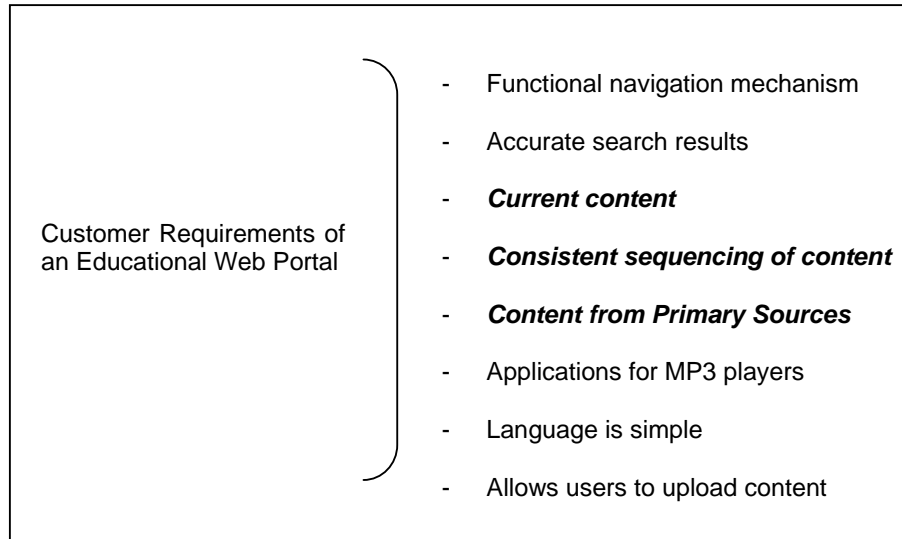 Customer Requirements of
an Educational Web Portal
- Functional navigation mechanism
- Accurate search results
- Current content
- Consistent sequencing of content
- Content from Primary Sources
- Applications for MP3 players
- Language is simple
- Allows users to upload content